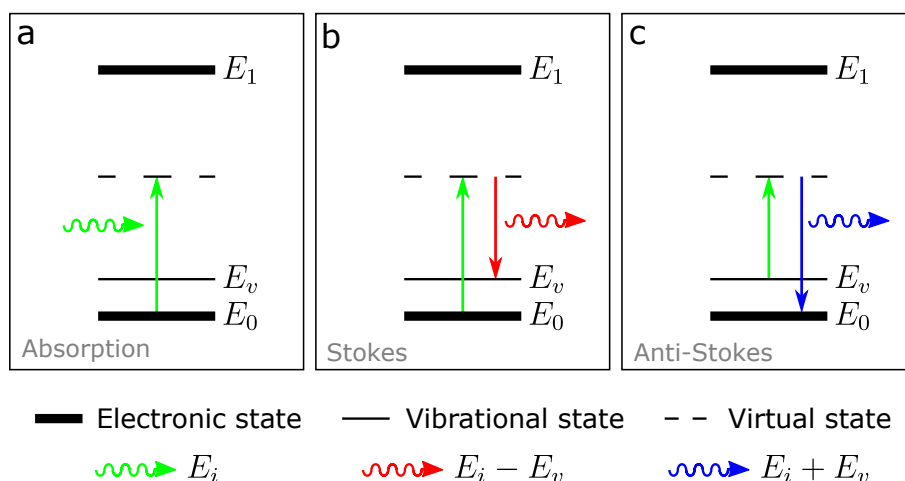 a
E₁
Eᵥ
E₀
Absorption
b
E₁
Eᵥ
E₀
Stokes
c
E₁
Eᵥ
E₀
Anti-Stokes
Electronic state
Vibrational state
Virtual state
Eᵢ
Eᵢ − Eᵥ
Eᵢ + Eᵥ